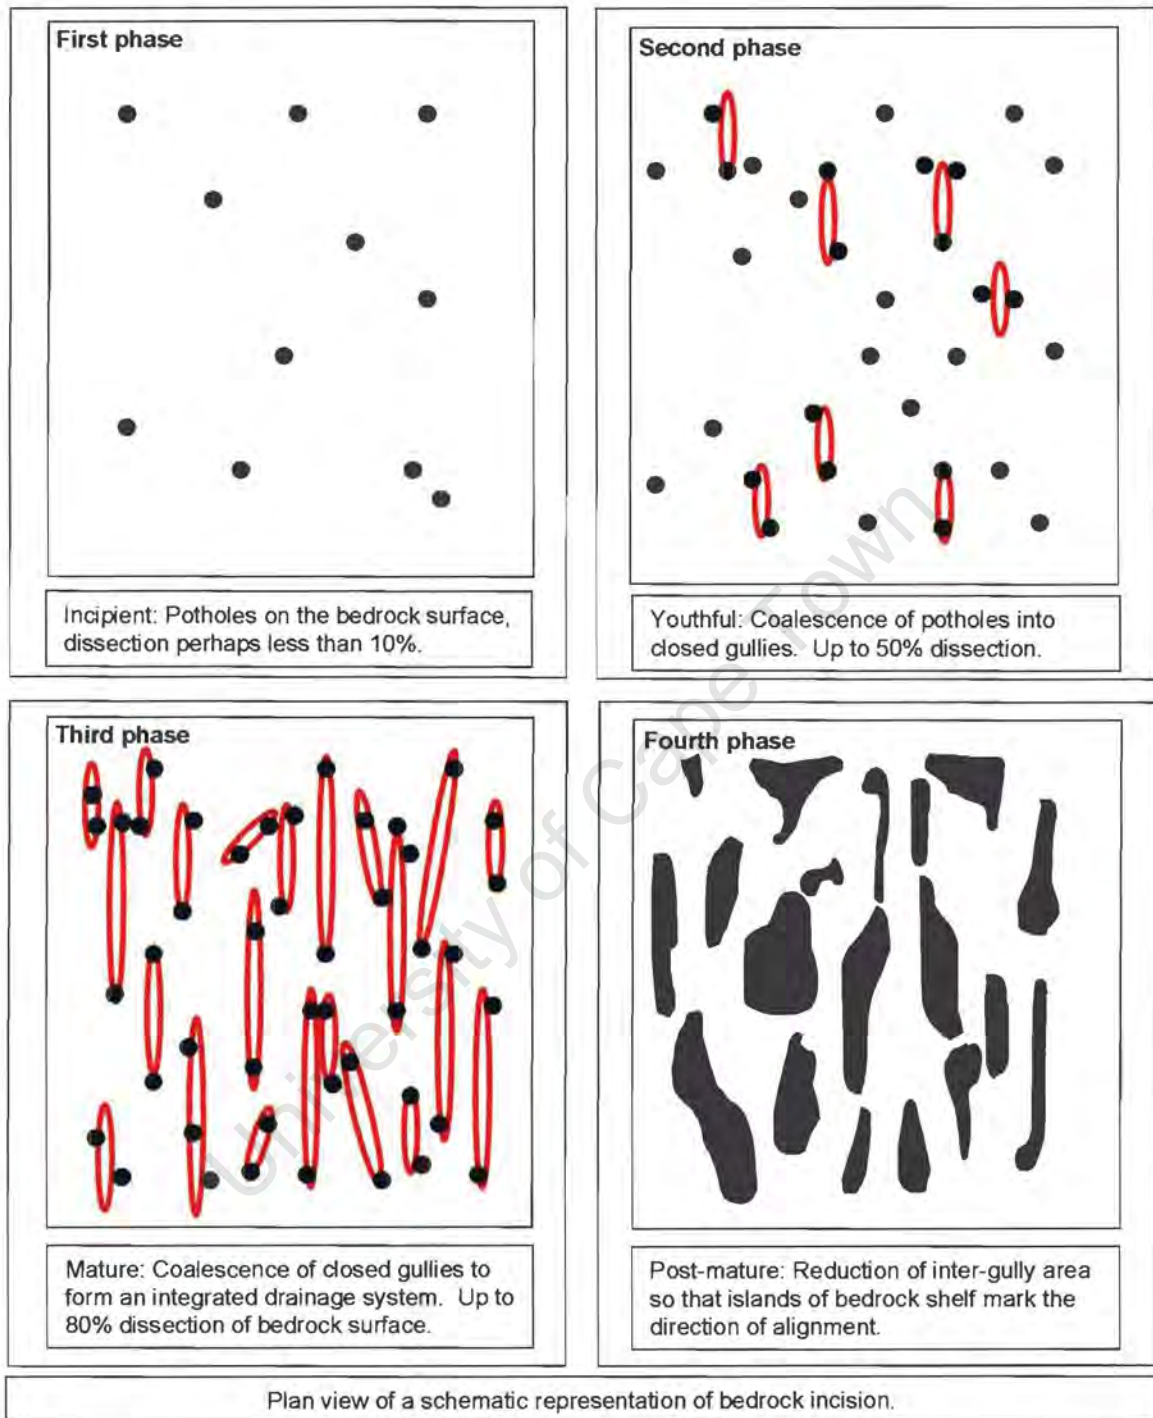 First phase
Incipient: Potholes on the bedrock surface,
dissection perhaps less than 10%.
Second phase
Youthful: Coalescence of potholes into
closed gullies. Up to 50% dissection.
Third phase
Mature: Coalescence of closed gullies to
form an integrated drainage system. Up to
80% dissection of bedrock surface.
Fourth phase
Post-mature: Reduction of inter-gully area
so that islands of bedrock shelf mark the
direction of alignment.
Plan view of a schematic representation of bedrock incision.
University of Cape Town